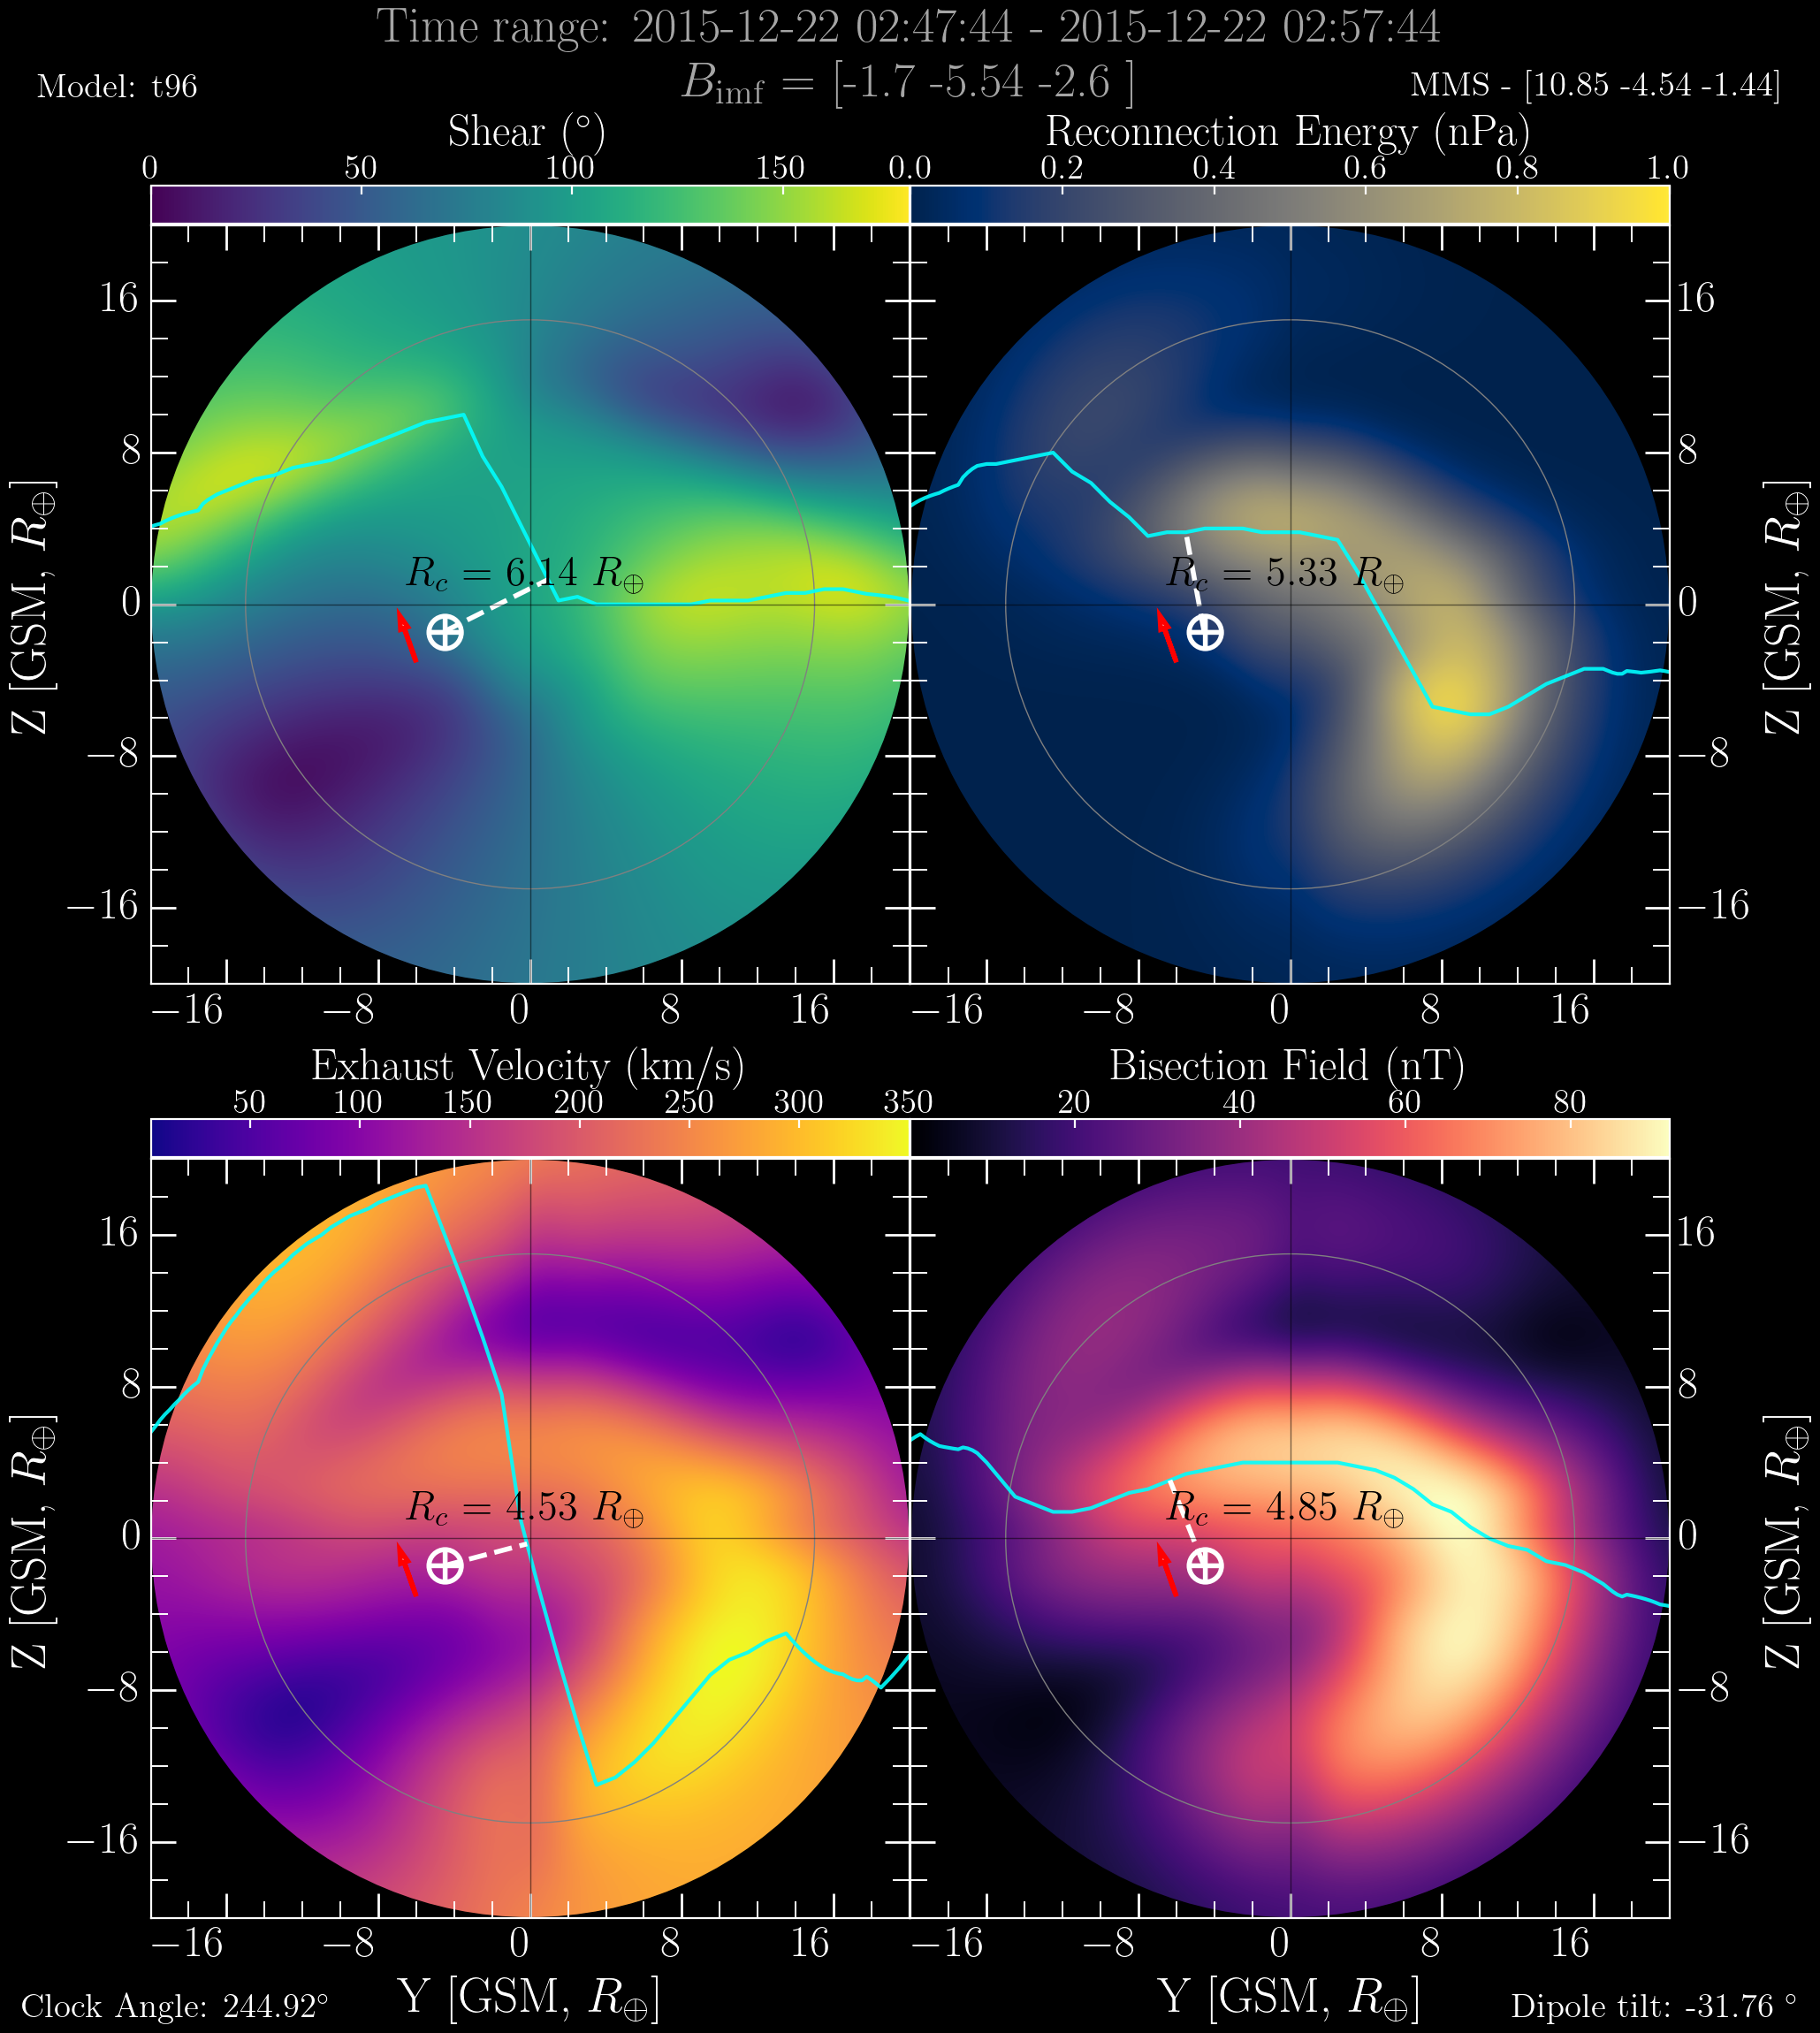 Time range: 2015-12-22 02:47:44 - 2015-12-22 02:57:44
Model: t96
B_imf = [-1.7 -5.54 -2.6 ]
MMS - [10.85 -4.54 -1.44]
Shear (°)
0 50 100 150
Reconnection Energy (nPa)
0.0 0.2 0.4 0.6 0.8 1.0
Z [GSM, R⊕]
16
8
0
−8
−16
R_c = 6.14 R⊕
−16 −8 0 8 16
R_c = 5.33 R⊕
16
8
0
−8
−16
Z [GSM, R⊕]
−16 −8 0 8 16
Exhaust Velocity (km/s)
50 100 150 200 250 300 350
Bisection Field (nT)
20 40 60 80
Z [GSM, R⊕]
16
8
0
−8
−16
R_c = 4.53 R⊕
−16 −8 0 8 16
Y [GSM, R⊕]
R_c = 4.85 R⊕
16
8
0
−8
−16
Z [GSM, R⊕]
−16 −8 0 8 16
Y [GSM, R⊕]
Clock Angle: 244.92°
Dipole tilt: -31.76 °